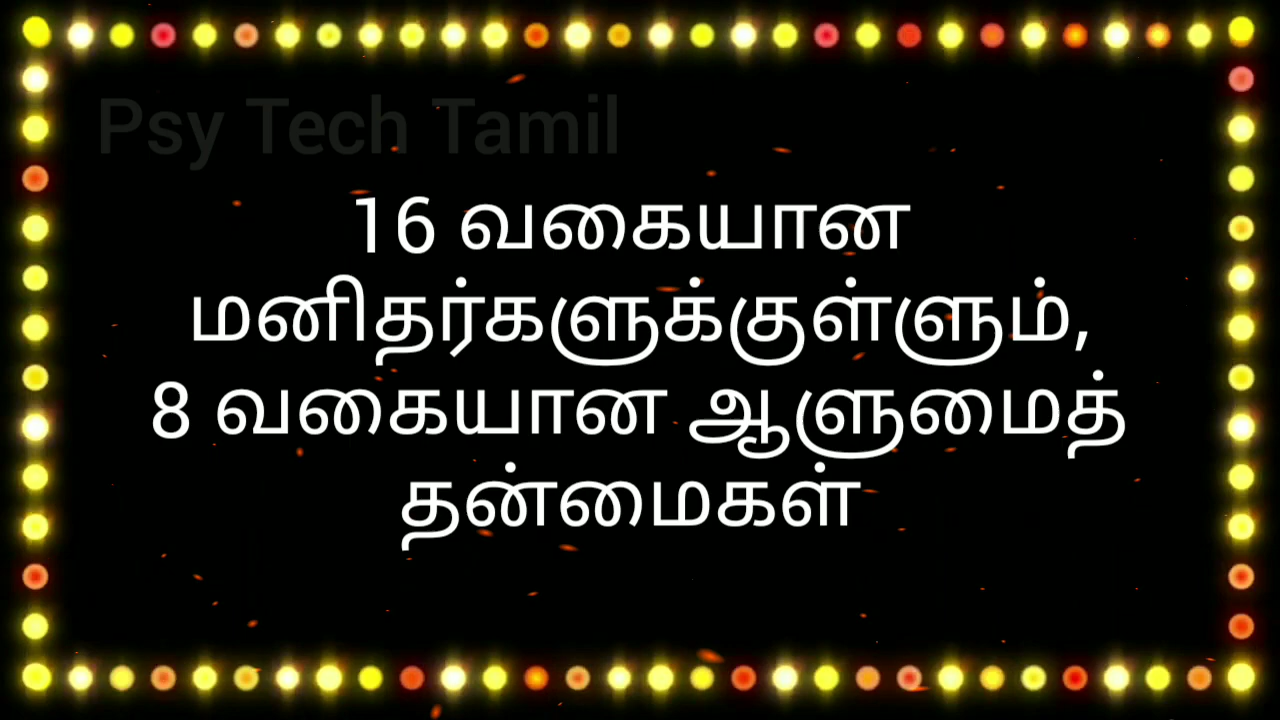 Psy Tech Tamil
16 வகையான
மனிதர்களுக்குள்ளும்,
8 வகையான ஆளுமைத்
தன்மைகள்